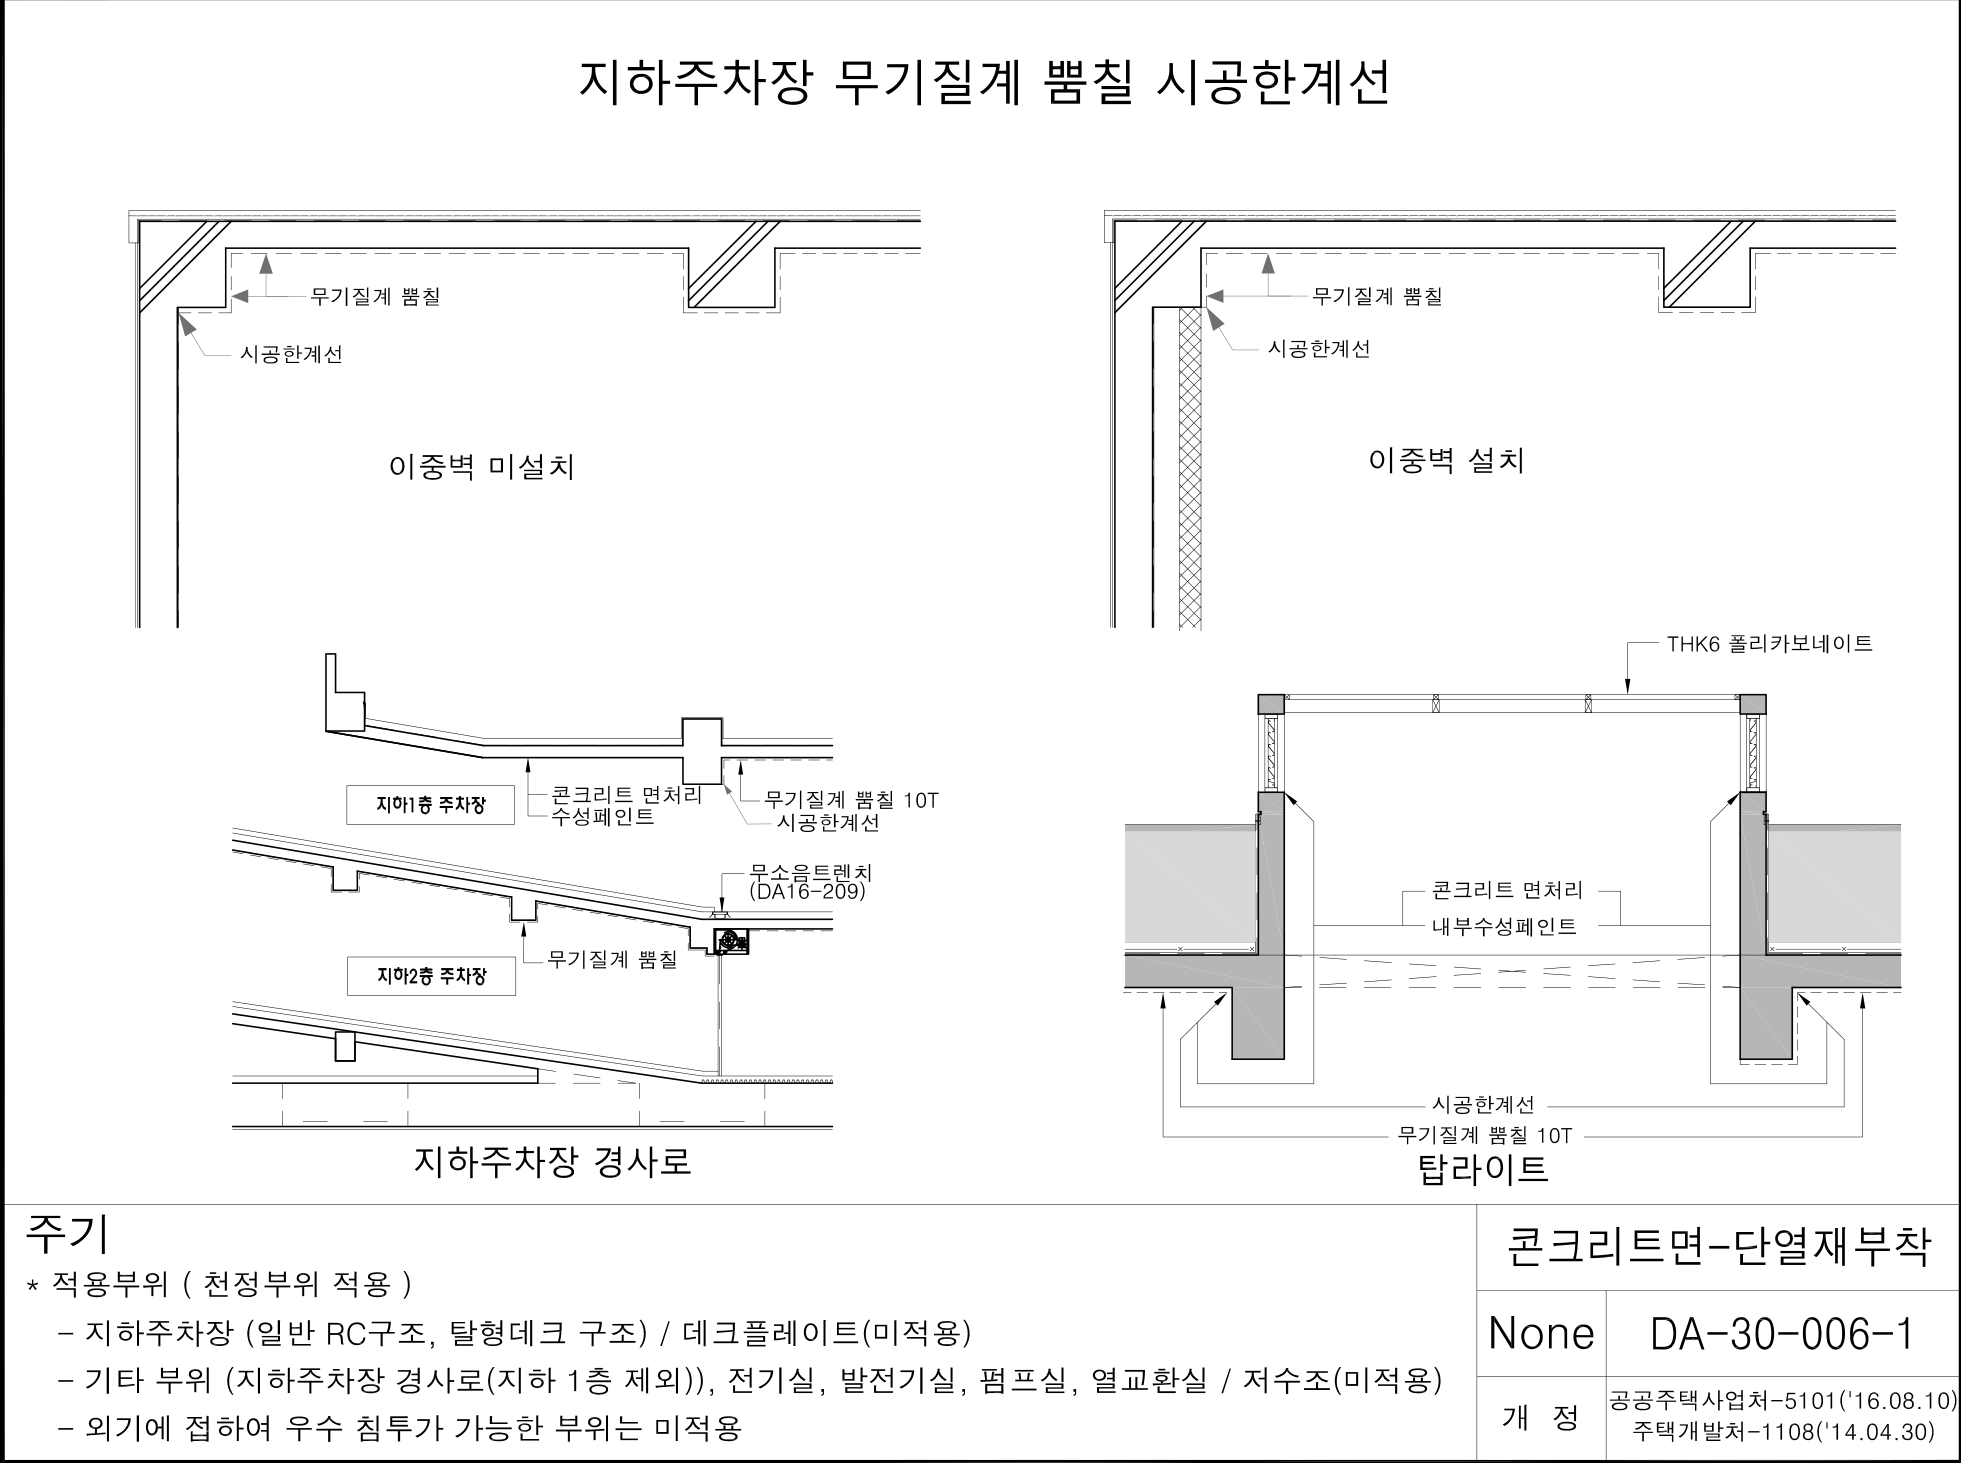 지하주차장 무기질계 뿜칠 시공한계선
무기질계 뿜칠
시공한계선
이중벽 미설치
무기질계 뿜칠
시공한계선
이중벽 설치
지하1층 주차장
콘크리트 면처리
수성페인트
무기질계 뿜칠 10T
시공한계선
무소음트렌치
(DA16-209)
무기질계 뿜칠
지하2층 주차장
지하주차장 경사로
THK6 폴리카보네이트
콘크리트 면처리
내부수성페인트
시공한계선
무기질계 뿜칠 10T
탑라이트
주기
* 적용부위 ( 천정부위 적용 )
- 지하주차장 (일반 RC구조, 탈형데크 구조) / 데크플레이트(미적용)
- 기타 부위 (지하주차장 경사로(지하 1층 제외)), 전기실, 발전기실, 펌프실, 열교환실 / 저수조(미적용)
- 외기에 접하여 우수 침투가 가능한 부위는 미적용
콘크리트면-단열재부착
None DA-30-006-1
개 정
공공주택사업처-5101('16.08.10)
주택개발처-1108('14.04.30)